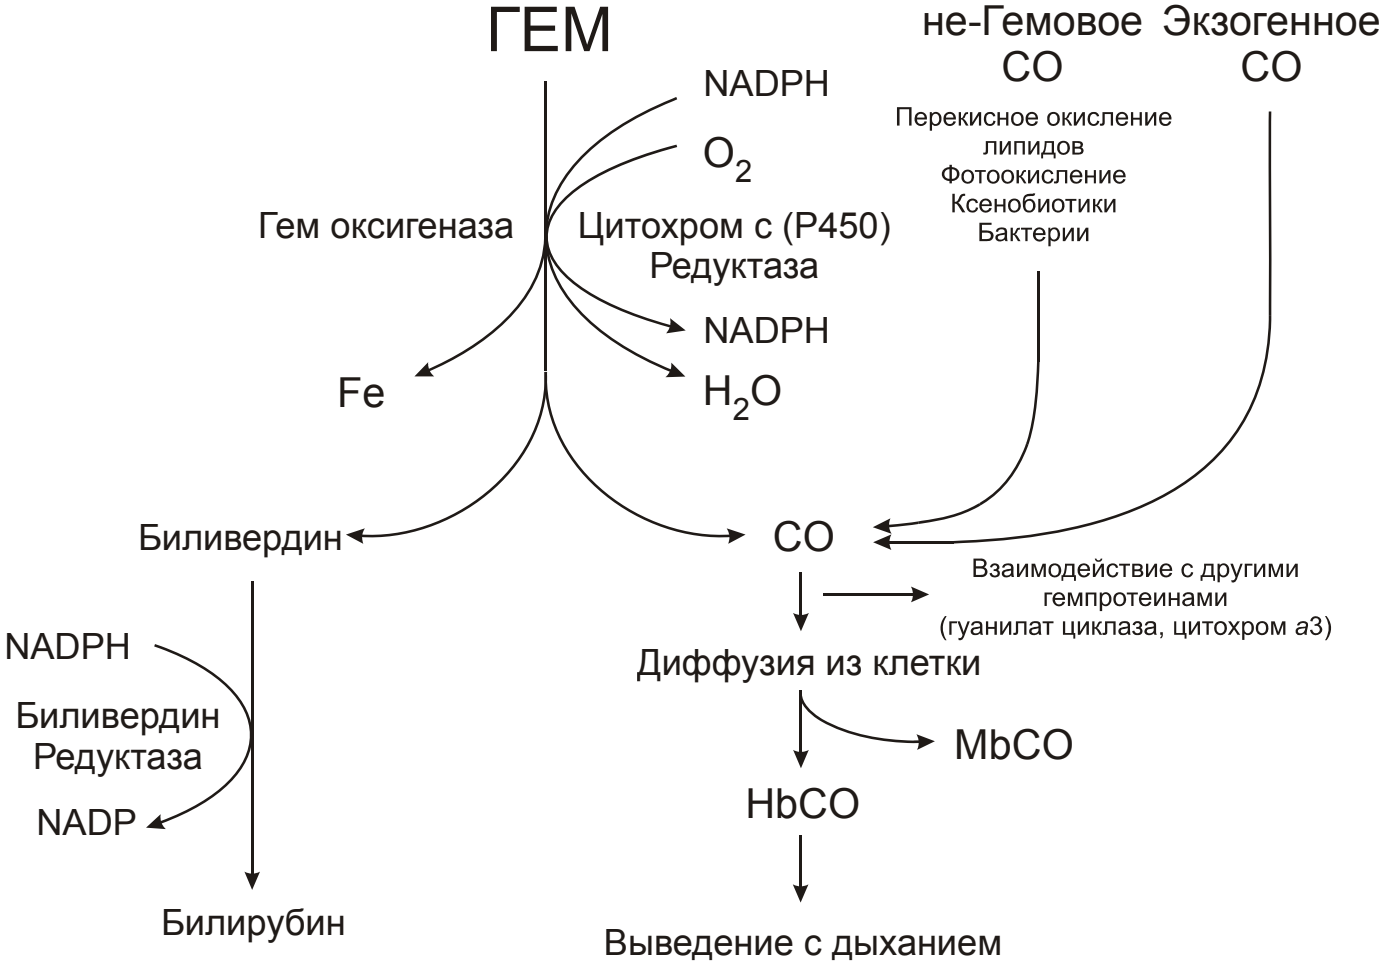 ГЕМ
не-Гемовое
CO
Экзогенное
CO
NADPH
O2
Перекисное окисление
липидов
Фотоокисление
Ксенобиотики
Бактерии
Гем оксигеназа
Цитохром с (P450)
Редуктаза
NADPH
H2O
Fe
Биливердин
CO
Взаимодействие с другими
гемпротеинами
(гуанилат циклаза, цитохром а3)
NADPH
Биливердин
Редуктаза
NADP
Билирубин
Диффузия из клетки
MbCO
HbCO
Выведение с дыханием